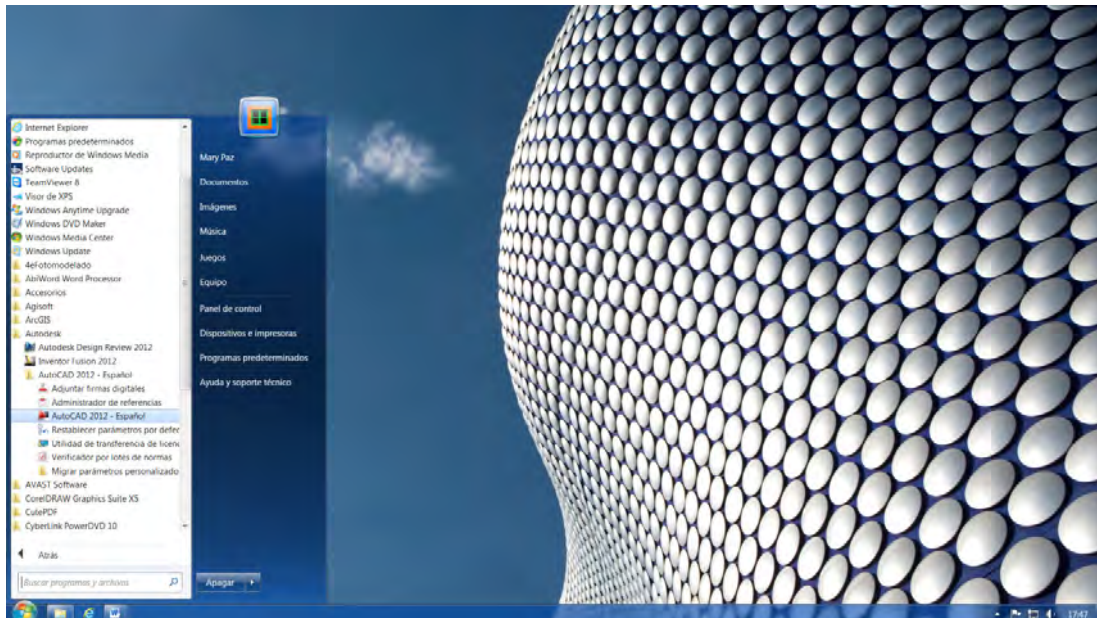 Internet Explorer
Programas predeterminados
Reproductor de Windows Media
Software Updates
TeamViewer 8
Visor de XPS
Windows Anytime Upgrade
Windows DVD Maker
Windows Media Center
Windows Update
4eFotomodelado
AbiWord Word Processor
Accesorios
Agisoft
ArcGIS
Autodesk
Autodesk Design Review 2012
Inventor Fusion 2012
AutoCAD 2012 - Español
Adjuntar firmas digitales
Administrador de referencias
AutoCAD 2012 - Español
Restablecer parámetros por defec
Utilidad de transferencia de licenc
Verificador por lotes de normas
Migrar parámetros personalizado
AVAST Software
CorelDRAW Graphics Suite X5
CutePDF
CyberLink PowerDVD 10
Atrás
Buscar programas y archivos
Mary Paz
Documentos
Imágenes
Música
Juegos
Equipo
Panel de control
Dispositivos e impresoras
Programas predeterminados
Ayuda y soporte técnico
Apagar
17:47